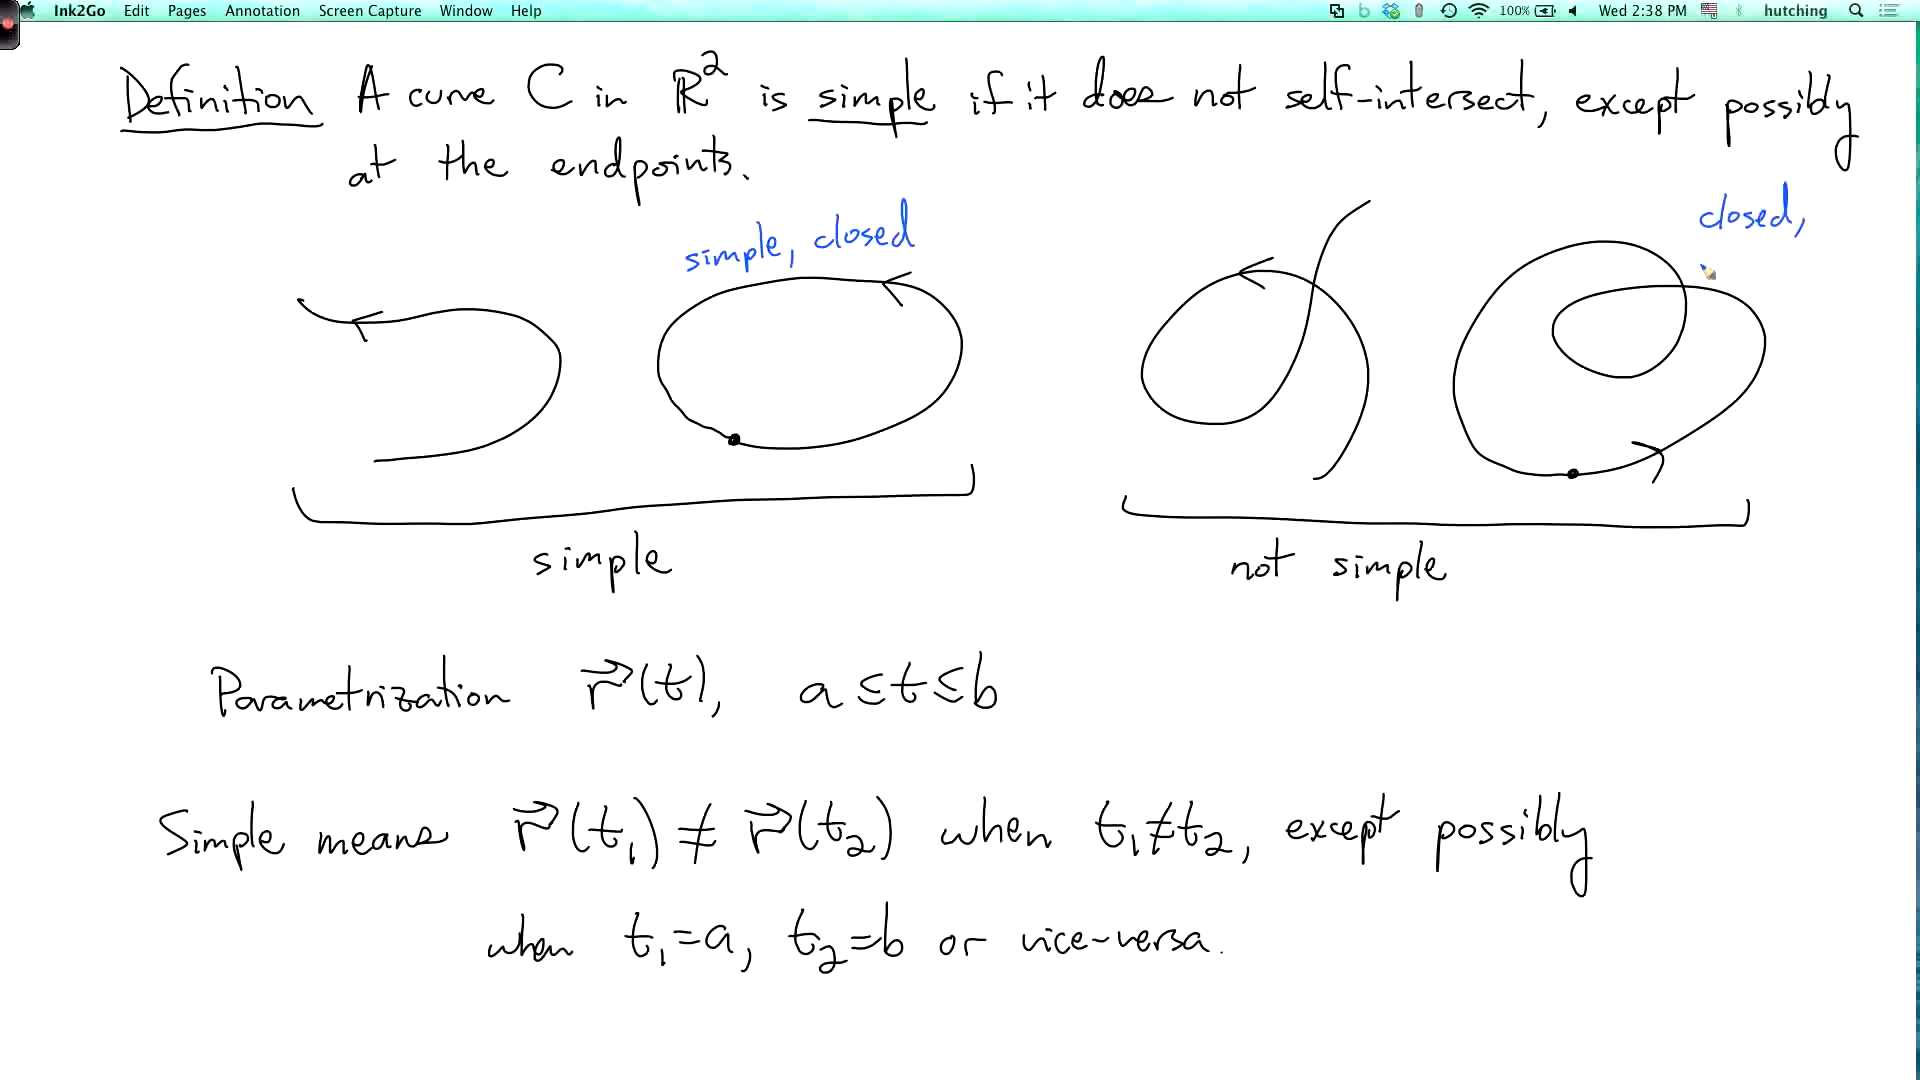 Ink2Go Edit Pages Annotation Screen Capture Window Help 100% Wed 2:38 PM hutching
Definition A curve C in ℝ² is simple if it does not self-intersect, except possibly
at the endpoints.
simple, closed
closed,
simple
not simple
Parametrization r⃗(t), a ≤ t ≤ b
Simple means r⃗(t₁) ≠ r⃗(t₂) when t₁≠t₂, except possibly
when t₁=a, t₂=b or vice-versa.